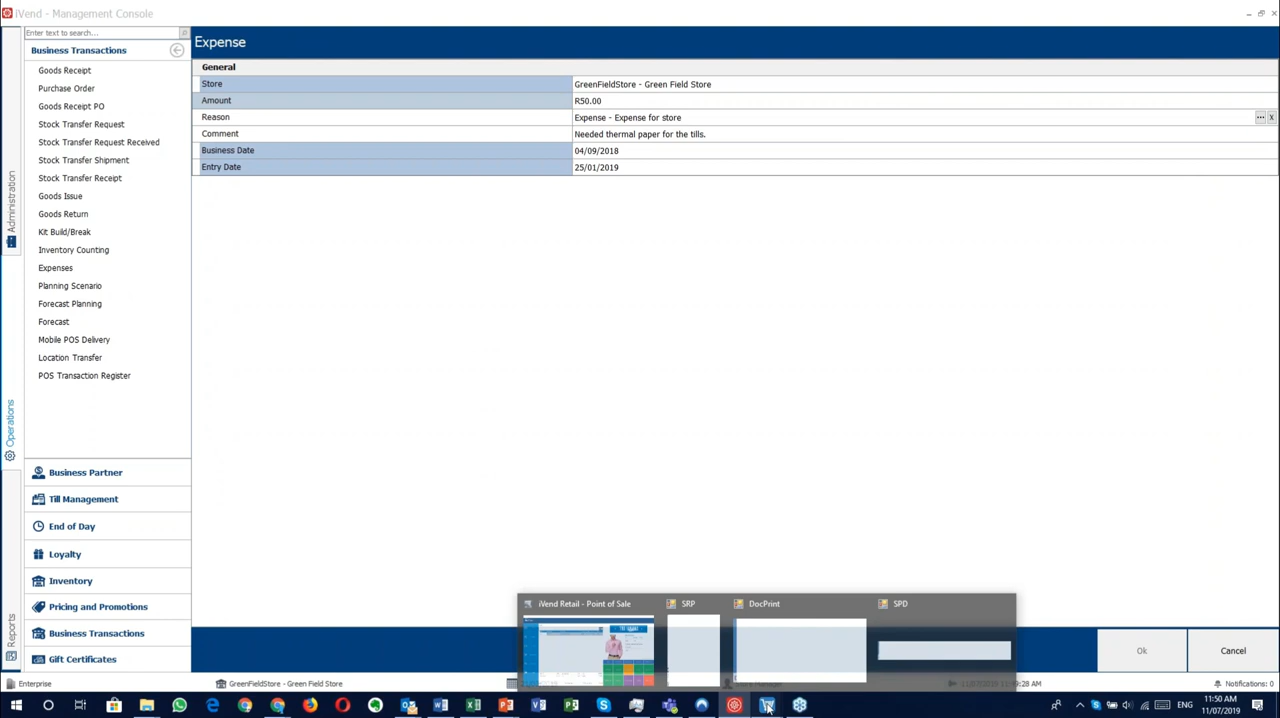 iVend - Management Console
Enter text to search...
Business Transactions
Goods Receipt
Purchase Order
Goods Receipt PO
Stock Transfer Request
Stock Transfer Request Received
Stock Transfer Shipment
Stock Transfer Receipt
Goods Issue
Goods Return
Kit Build/Break
Inventory Counting
Expenses
Planning Scenario
Forecast Planning
Forecast
Mobile POS Delivery
Location Transfer
POS Transaction Register
Business Partner
Till Management
End of Day
Loyalty
Inventory
Pricing and Promotions
Business Transactions
Gift Certificates
Administration
Operations
Reports
Expense
General
Store GreenFieldStore - Green Field Store
Amount R50.00
Reason Expense - Expense for store
Comment Needed thermal paper for the tills.
Business Date 04/09/2018
Entry Date 25/01/2019
iVend Retail - Point of Sale
SRP
DocPrint
SPD
Ok
Cancel
Enterprise
GreenFieldStore - Green Field Store
Notifications: 0
ENG
11:50 AM
11/07/2019